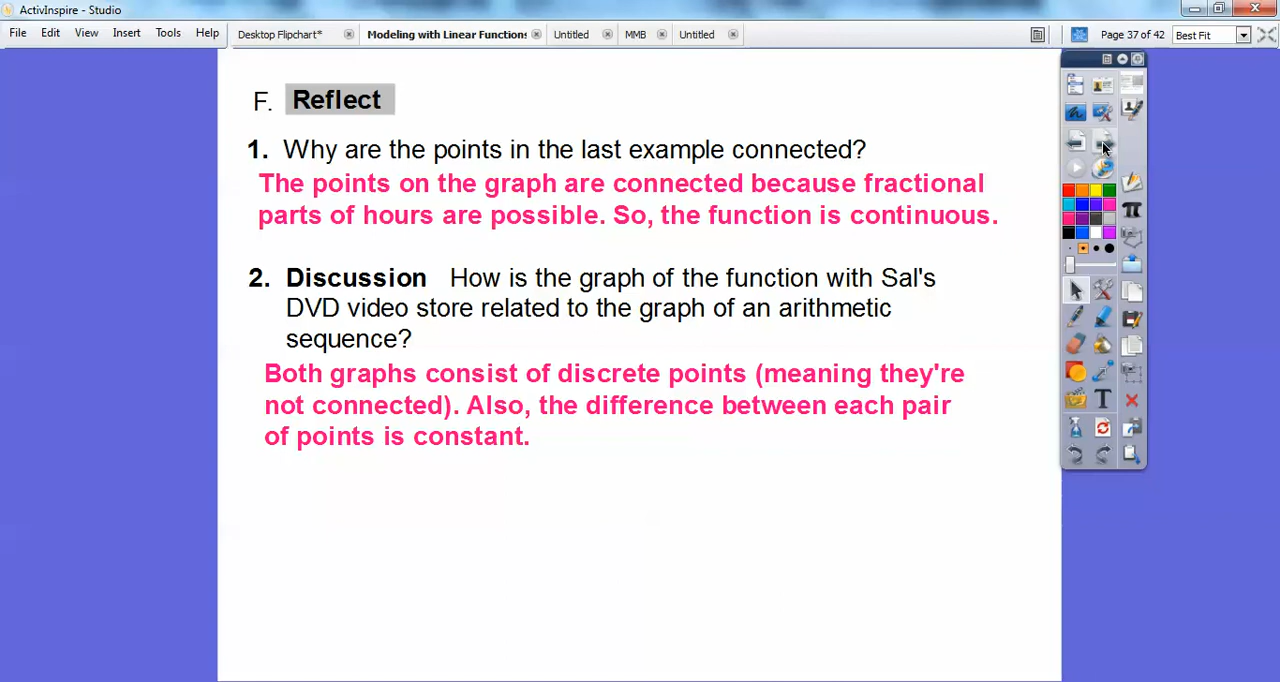 ActivInspire - Studio
File Edit View Insert Tools Help
Desktop Flipchart* Modeling with Linear Functions Untitled MMB Untitled
Page 37 of 42 Best Fit
F. Reflect
1. Why are the points in the last example connected?
The points on the graph are connected because fractional
parts of hours are possible. So, the function is continuous.
2. Discussion How is the graph of the function with Sal's
DVD video store related to the graph of an arithmetic
sequence?
Both graphs consist of discrete points (meaning they're
not connected). Also, the difference between each pair
of points is constant.